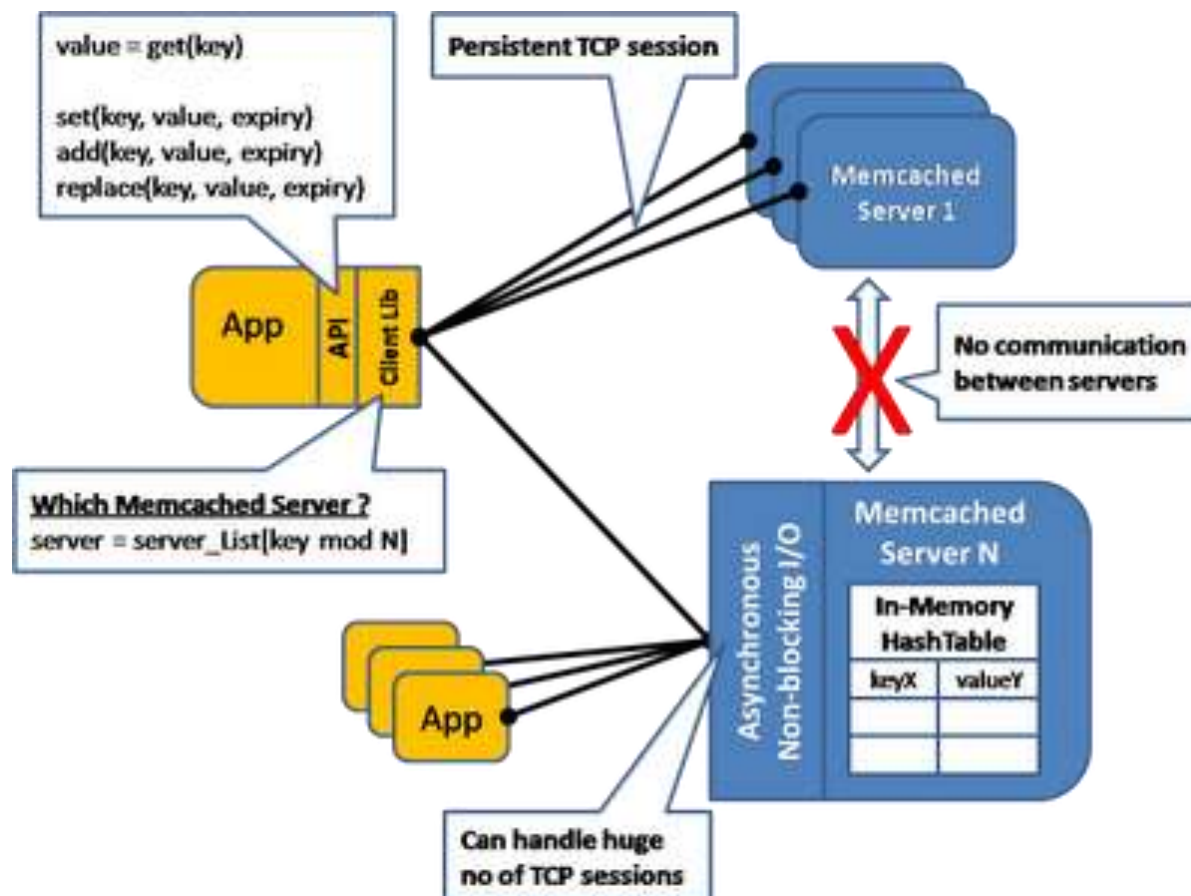 value = get(key)
set(key, value, expiry)
add(key, value, expiry)
replace(key, value, expiry)
Persistent TCP session
Memcached
Server 1
App
API
Client Lib
No communication
between servers
X
Which Memcached Server ?
server = server_List[key mod N]
Asynchronous
Non-blocking I/O
Memcached
Server N
In-Memory
HashTable
keyX valueY
App
Can handle huge
no of TCP sessions